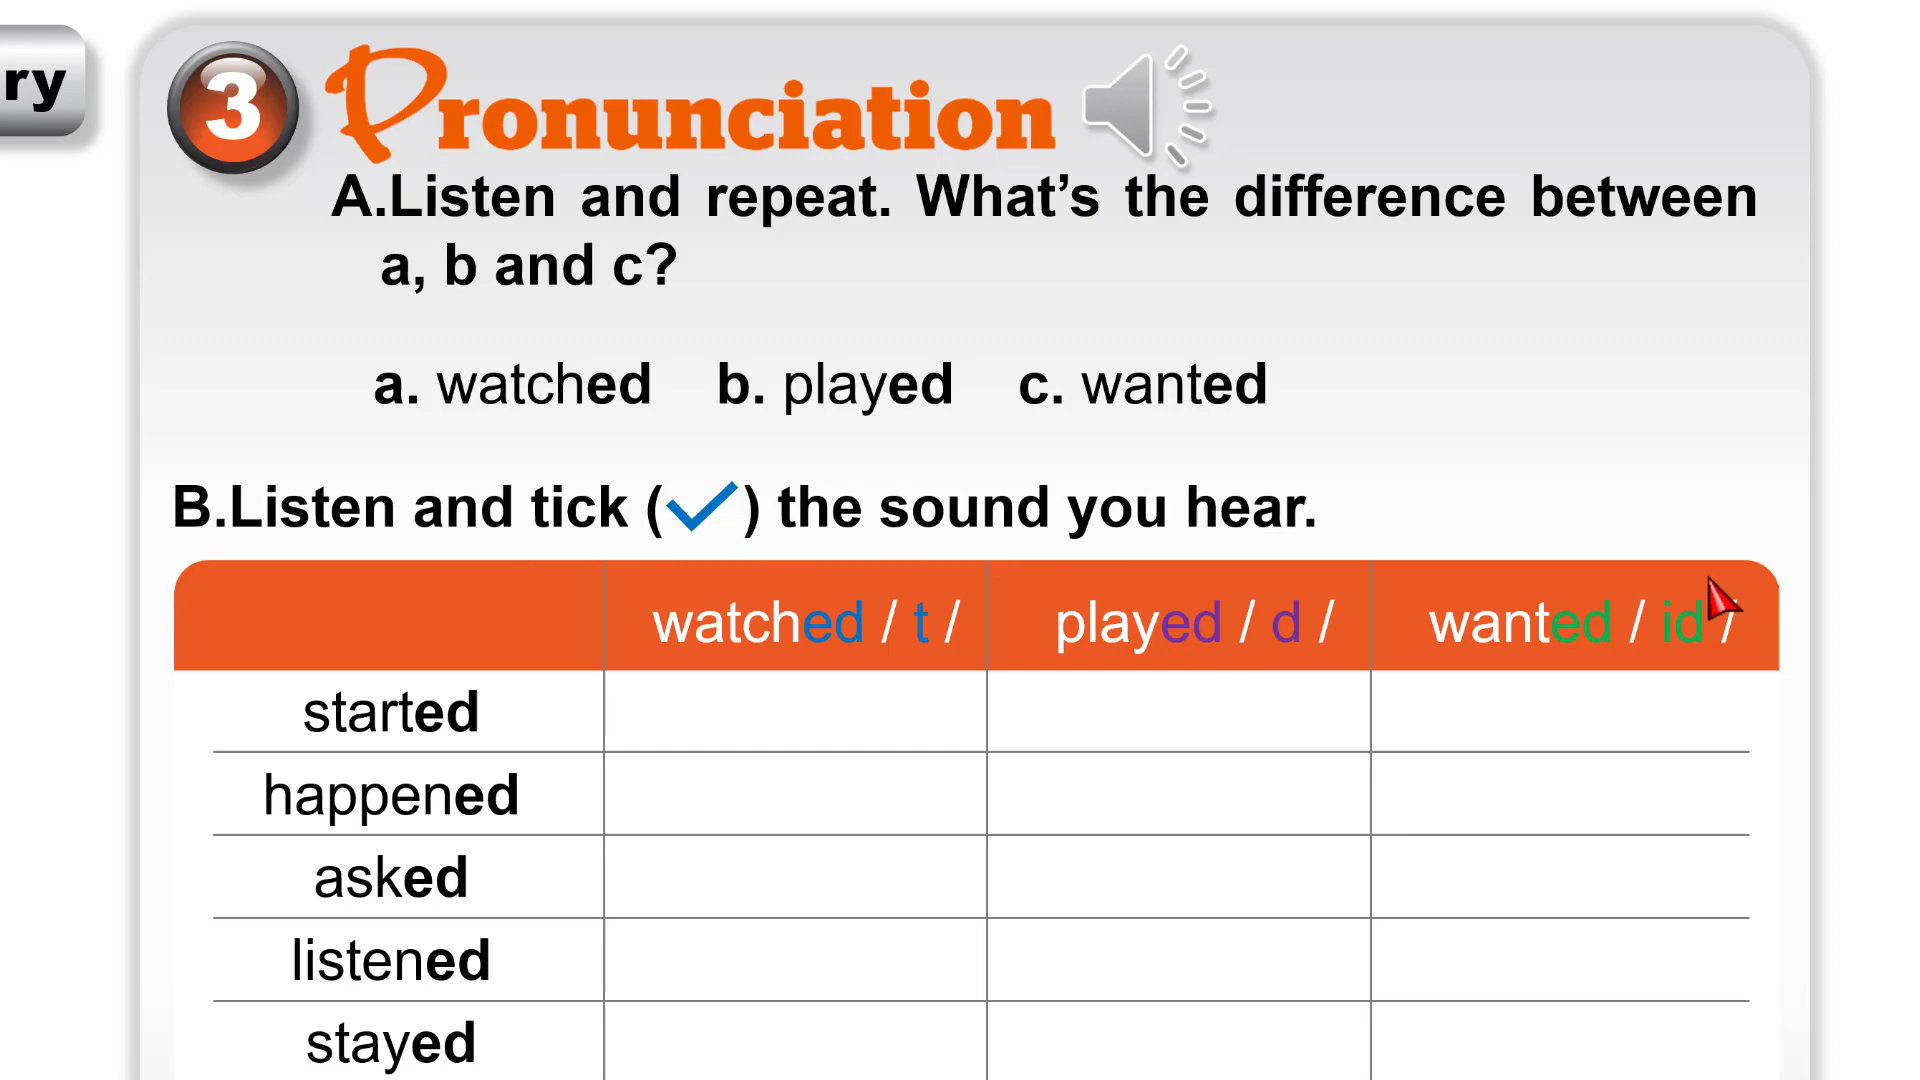 ry
3 Pronunciation
A.Listen and repeat. What's the difference between
a, b and c?
a. watched b. played c. wanted
B.Listen and tick (✓) the sound you hear.
watched / t / played / d / wanted / id /
started
happened
asked
listened
stayed